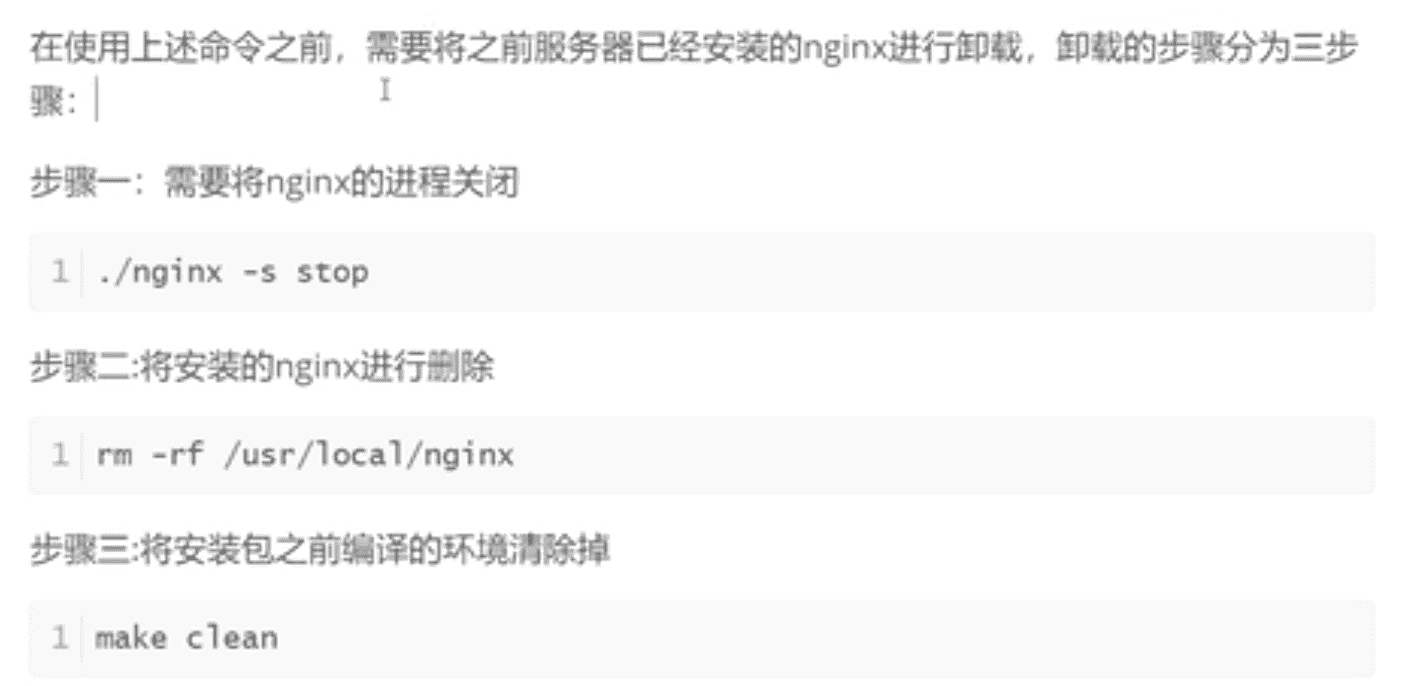 在使用上述命令之前，需要将之前服务器已经安装的nginx进行卸载，卸载的步骤分为三步
骤：
步骤一：需要将nginx的进程关闭
1 ./nginx -s stop
步骤二:将安装的nginx进行删除
1 rm -rf /usr/local/nginx
步骤三:将安装包之前编译的环境清除掉
1 make clean